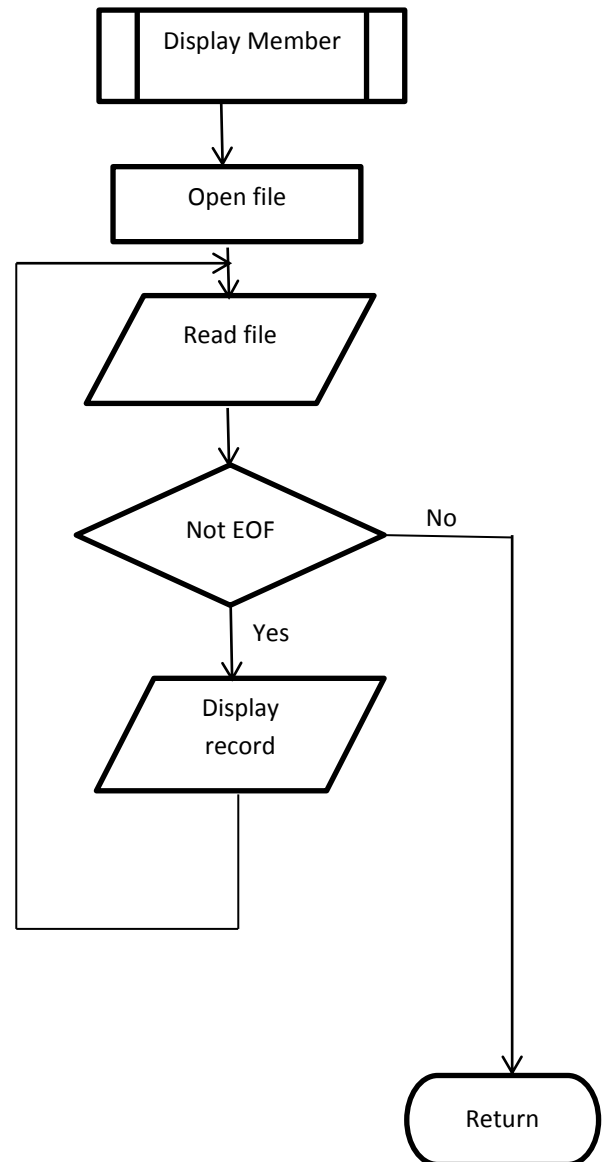 Display Member
Open file
Read file
Not EOF
No
Yes
Display
record
Return